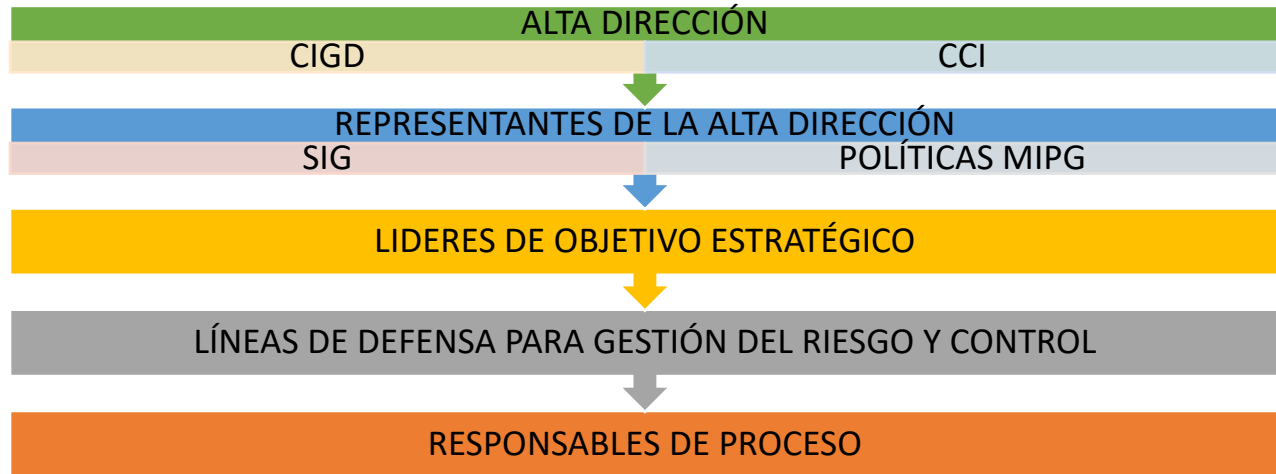 ALTA DIRECCIÓN
CIGD CCI
REPRESENTANTES DE LA ALTA DIRECCIÓN
SIG POLÍTICAS MIPG
LIDERES DE OBJETIVO ESTRATÉGICO
LÍNEAS DE DEFENSA PARA GESTIÓN DEL RIESGO Y CONTROL
RESPONSABLES DE PROCESO